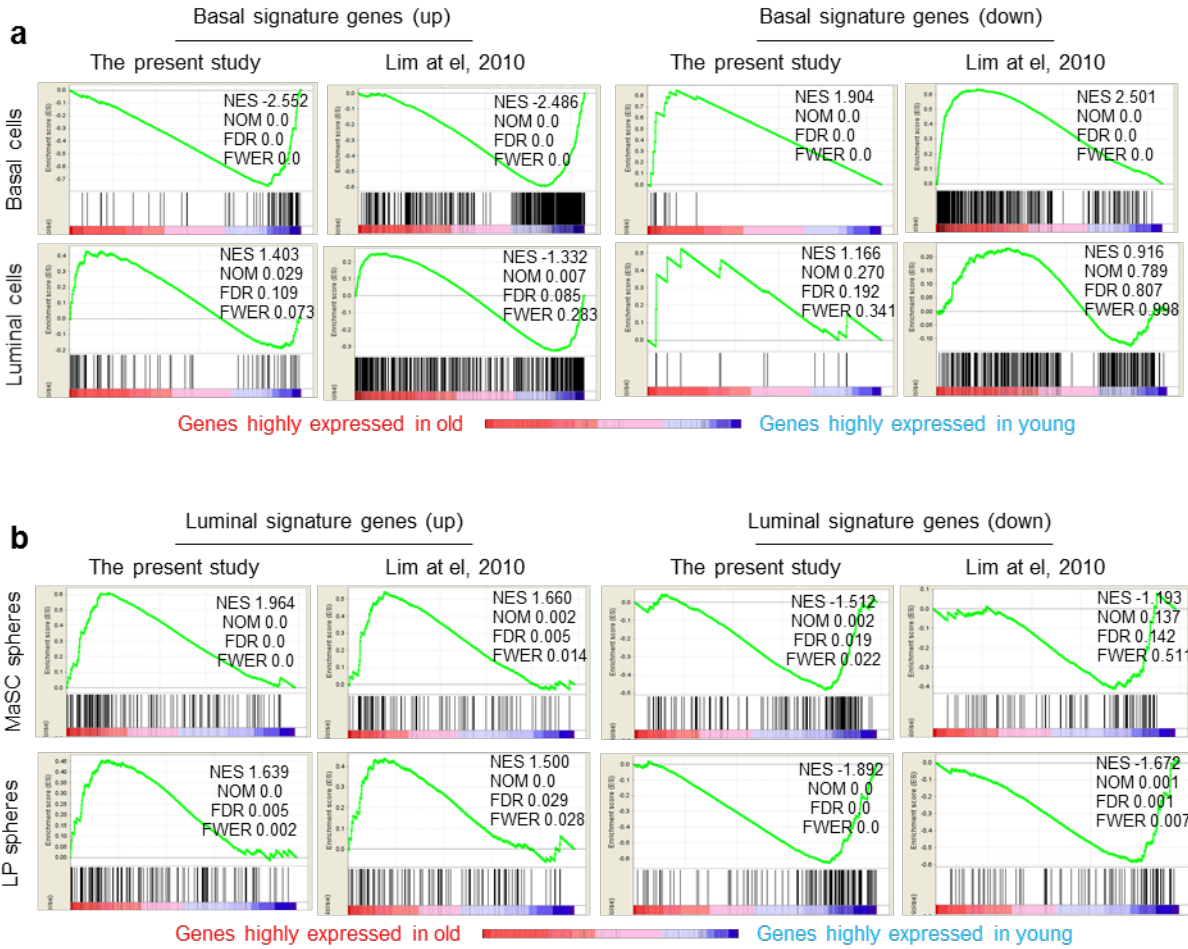 a
Basal signature genes (up)
Basal signature genes (down)
The present study
Lim at el, 2010
The present study
Lim at el, 2010
Basal cells
NES -2.552
NOM 0.0
FDR 0.0
FWER 0.0
NES -2.486
NOM 0.0
FDR 0.0
FWER 0.0
NES 1.904
NOM 0.0
FDR 0.0
FWER 0.0
NES 2.501
NOM 0.0
FDR 0.0
FWER 0.0
Luminal cells
NES 1.403
NOM 0.029
FDR 0.109
FWER 0.073
NES -1.332
NOM 0.007
FDR 0.085
FWER 0.283
NES 1.166
NOM 0.270
FDR 0.192
FWER 0.341
NES 0.916
NOM 0.789
FDR 0.807
FWER 0.998
Genes highly expressed in old
Genes highly expressed in young
b
Luminal signature genes (up)
Luminal signature genes (down)
The present study
Lim at el, 2010
The present study
Lim at el, 2010
MaSC spheres
NES 1.964
NOM 0.0
FDR 0.0
FWER 0.0
NES 1.660
NOM 0.002
FDR 0.005
FWER 0.014
NES -1.512
NOM 0.002
FDR 0.019
FWER 0.022
NES -1.193
NOM 0.137
FDR 0.142
FWER 0.511
LP spheres
NES 1.639
NOM 0.0
FDR 0.005
FWER 0.002
NES 1.500
NOM 0.0
FDR 0.029
FWER 0.028
NES -1.892
NOM 0.0
FDR 0.0
FWER 0.0
NES -1.672
NOM 0.001
FDR 0.001
FWER 0.007
Genes highly expressed in old
Genes highly expressed in young